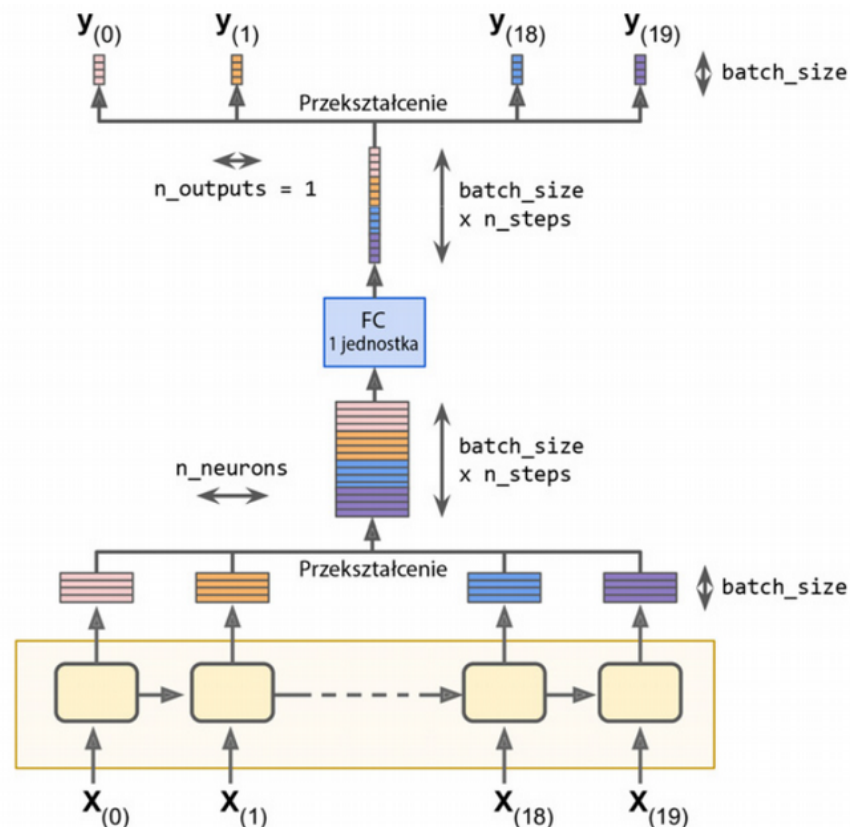 y(0) y(1) y(18) y(19)
batch_size
Przekształcenie
n_outputs = 1
batch_size
x n_steps
FC
1 jednostka
n_neurons
batch_size
x n_steps
Przekształcenie
batch_size
X(0) X(1) X(18) X(19)